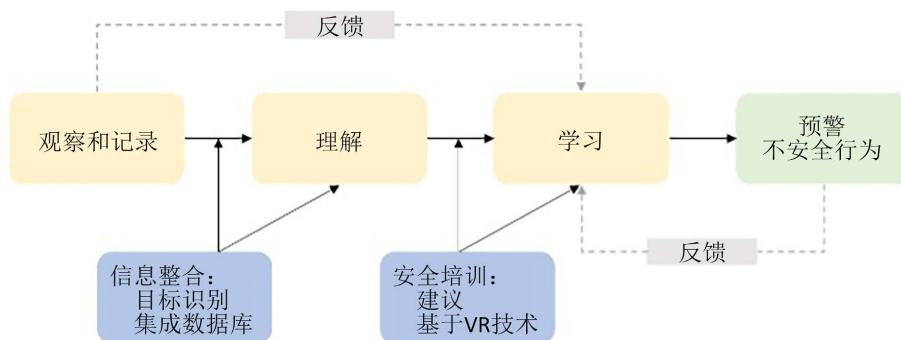 反馈
观察和记录
理解
学习
预警
不安全行为
反馈
信息整合：
目标识别
集成数据库
安全培训：
建议
基于VR技术